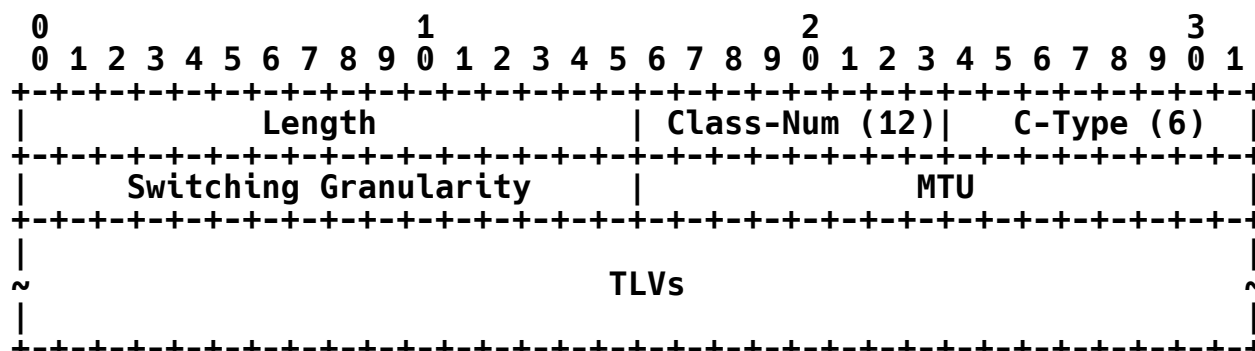 0                   1                   2                   3
 0 1 2 3 4 5 6 7 8 9 0 1 2 3 4 5 6 7 8 9 0 1 2 3 4 5 6 7 8 9 0 1
+-+-+-+-+-+-+-+-+-+-+-+-+-+-+-+-+-+-+-+-+-+-+-+-+-+-+-+-+-+-+-+-+
|            Length             | Class-Num (12)|   C-Type (6)  |
+-+-+-+-+-+-+-+-+-+-+-+-+-+-+-+-+-+-+-+-+-+-+-+-+-+-+-+-+-+-+-+-+
|     Switching Granularity     |              MTU              |
+-+-+-+-+-+-+-+-+-+-+-+-+-+-+-+-+-+-+-+-+-+-+-+-+-+-+-+-+-+-+-+-+
|                                                               |
~                              TLVs                             ~
|                                                               |
+-+-+-+-+-+-+-+-+-+-+-+-+-+-+-+-+-+-+-+-+-+-+-+-+-+-+-+-+-+-+-+-+